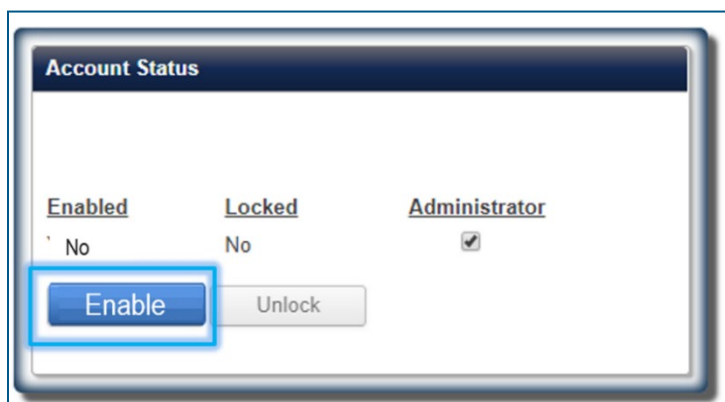 Account Status
Enabled Locked Administrator
No No
Enable Unlock